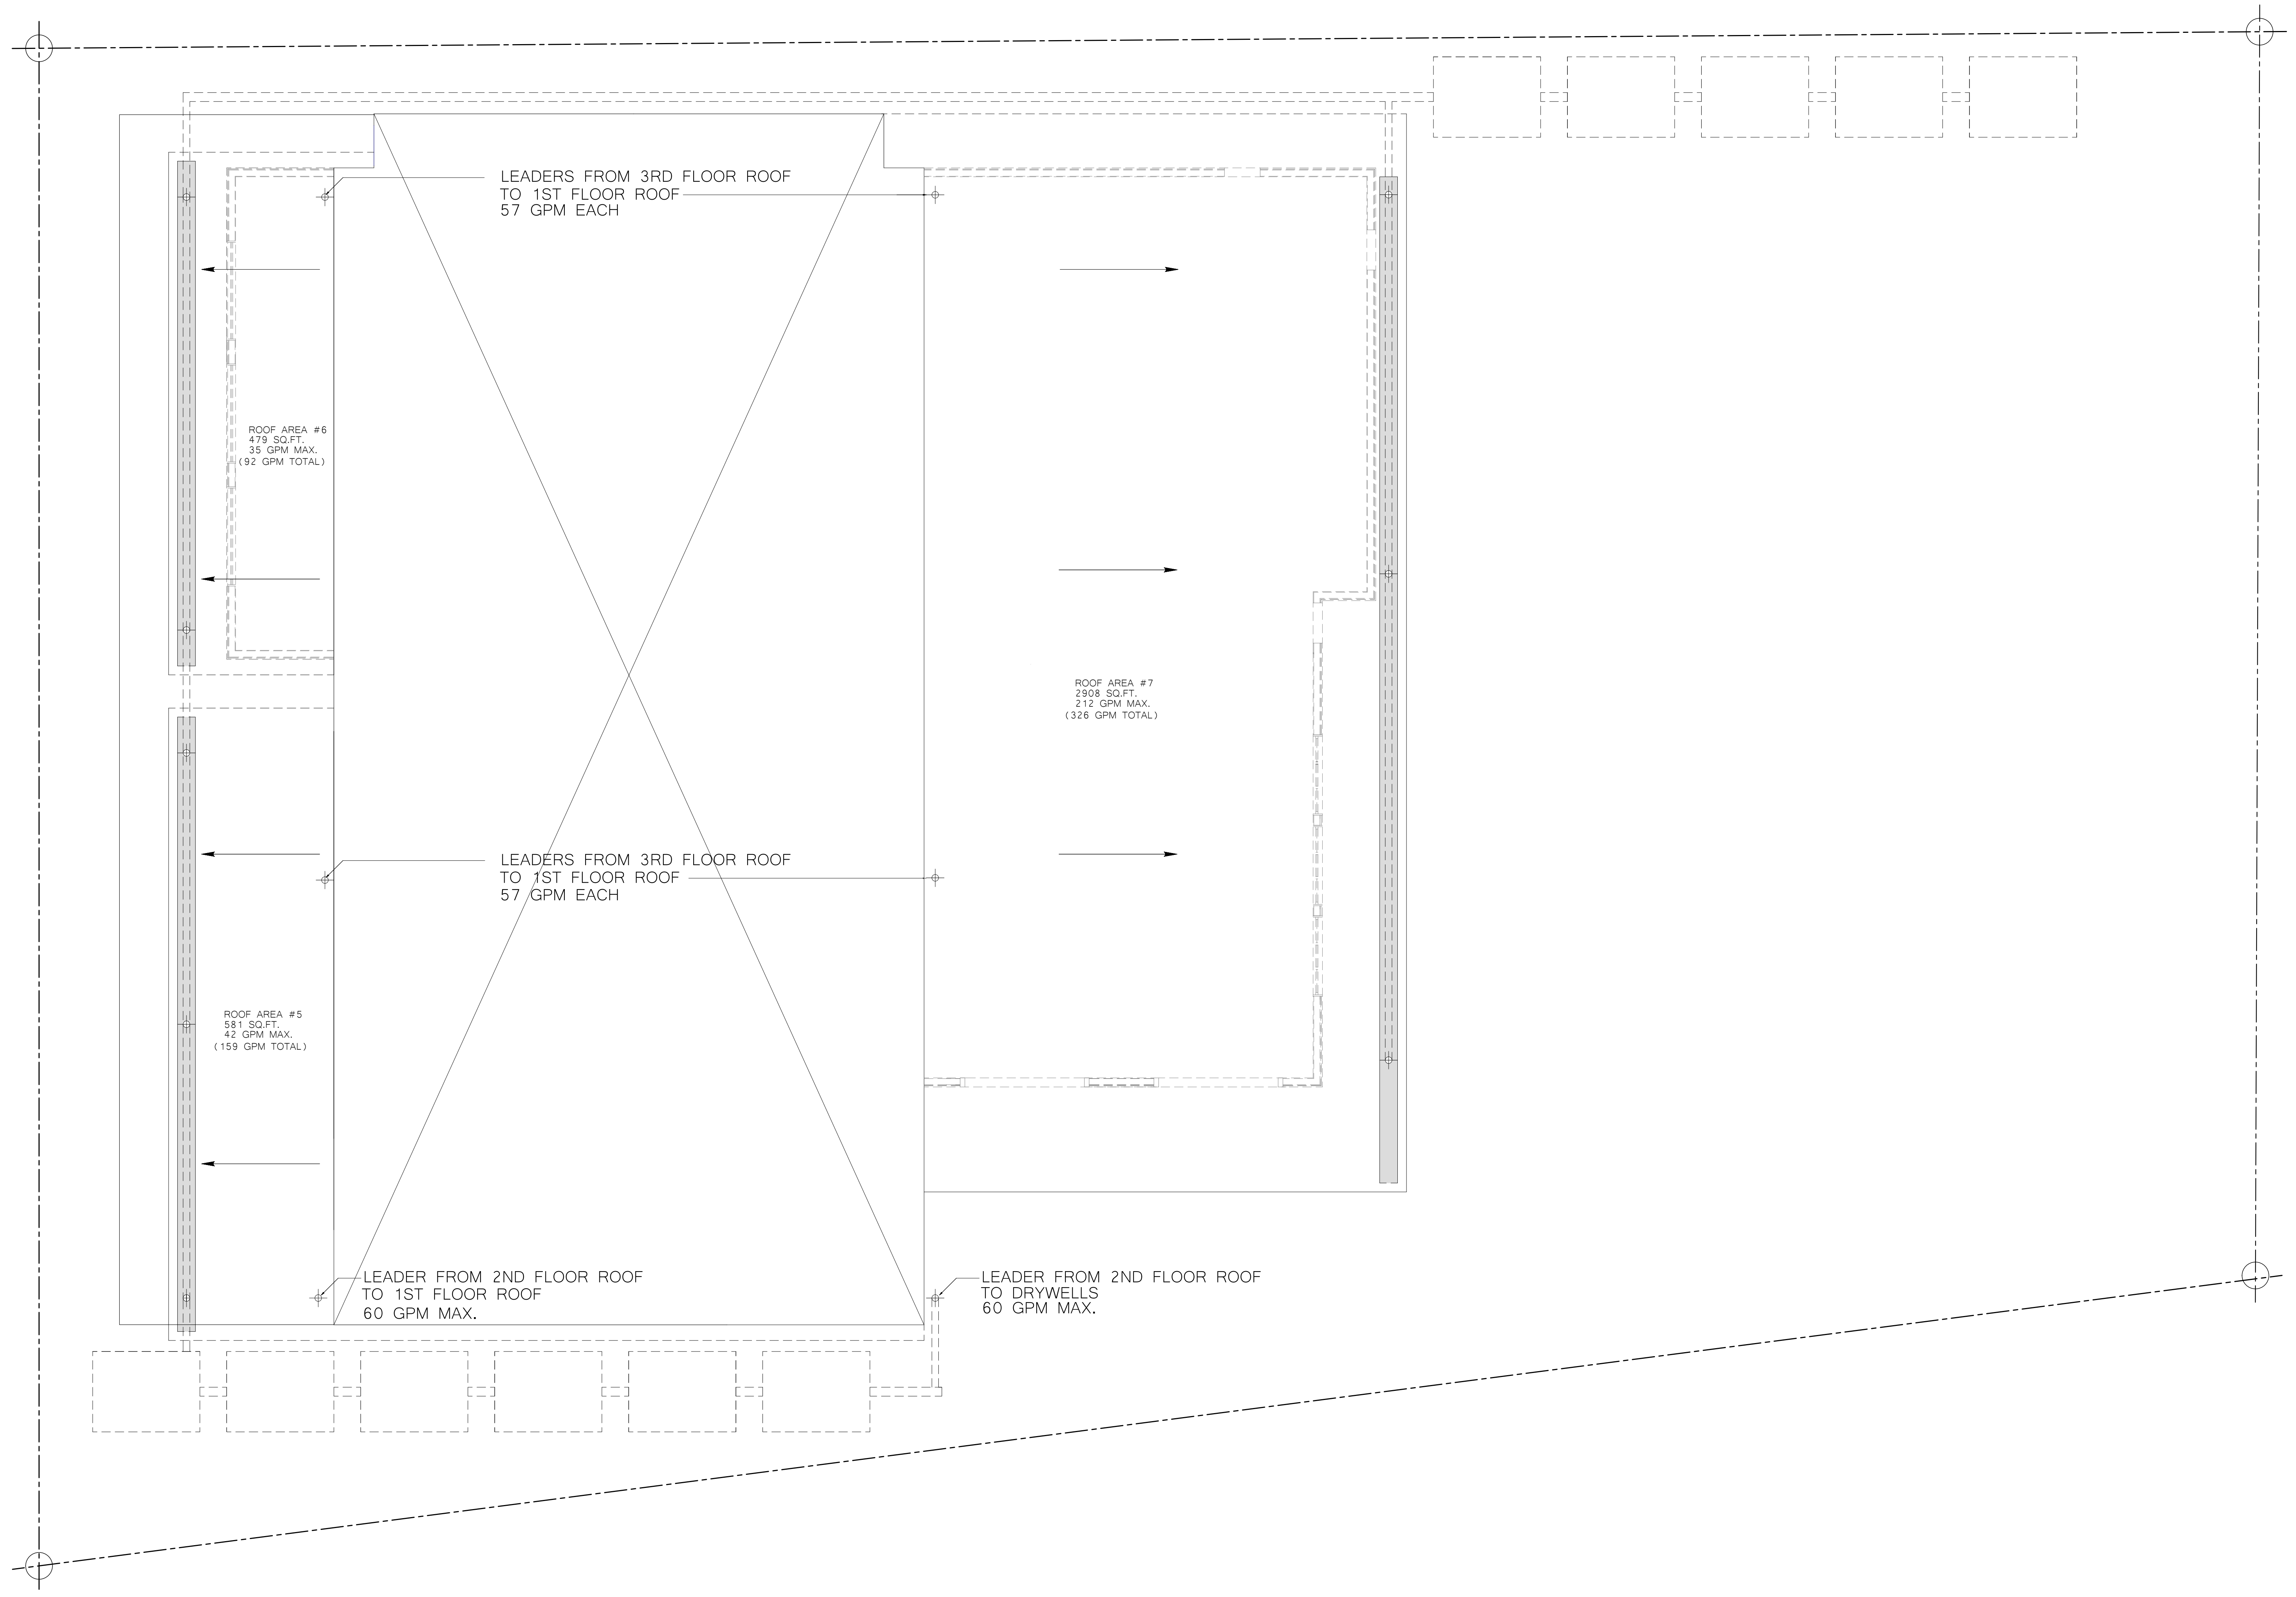 LEADERS FROM 3RD FLOOR ROOF
TO 1ST FLOOR ROOF
57 GPM EACH
ROOF AREA #6
479 SQ.FT.
35 GPM MAX.
(92 GPM TOTAL)
ROOF AREA #7
2908 SQ.FT.
212 GPM MAX.
(326 GPM TOTAL)
LEADERS FROM 3RD FLOOR ROOF
TO 1ST FLOOR ROOF
57 GPM EACH
ROOF AREA #5
581 SQ.FT.
42 GPM MAX.
(159 GPM TOTAL)
LEADER FROM 2ND FLOOR ROOF
TO 1ST FLOOR ROOF
60 GPM MAX.
LEADER FROM 2ND FLOOR ROOF
TO DRYWELLS
60 GPM MAX.